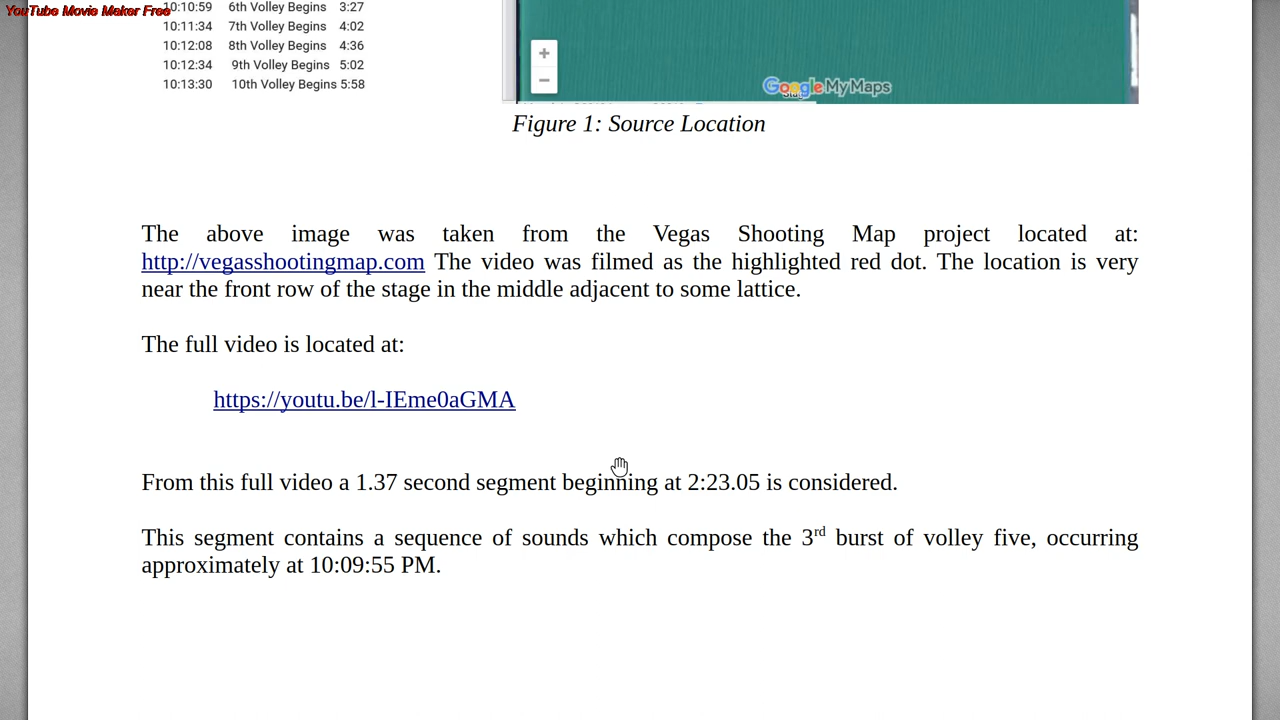 YouTube Movie Maker Free
10:10:59 6th Volley Begins 3:27
10:11:34 7th Volley Begins 4:02
10:12:08 8th Volley Begins 4:36
10:12:34 9th Volley Begins 5:02
10:13:30 10th Volley Begins 5:58
+
−
Google My Maps
Figure 1: Source Location
The above image was taken from the Vegas Shooting Map project located at:
http://vegasshootingmap.com The video was filmed as the highlighted red dot. The location is very
near the front row of the stage in the middle adjacent to some lattice.
The full video is located at:
https://youtu.be/l-IEme0aGMA
From this full video a 1.37 second segment beginning at 2:23.05 is considered.
This segment contains a sequence of sounds which compose the 3rd burst of volley five, occurring
approximately at 10:09:55 PM.